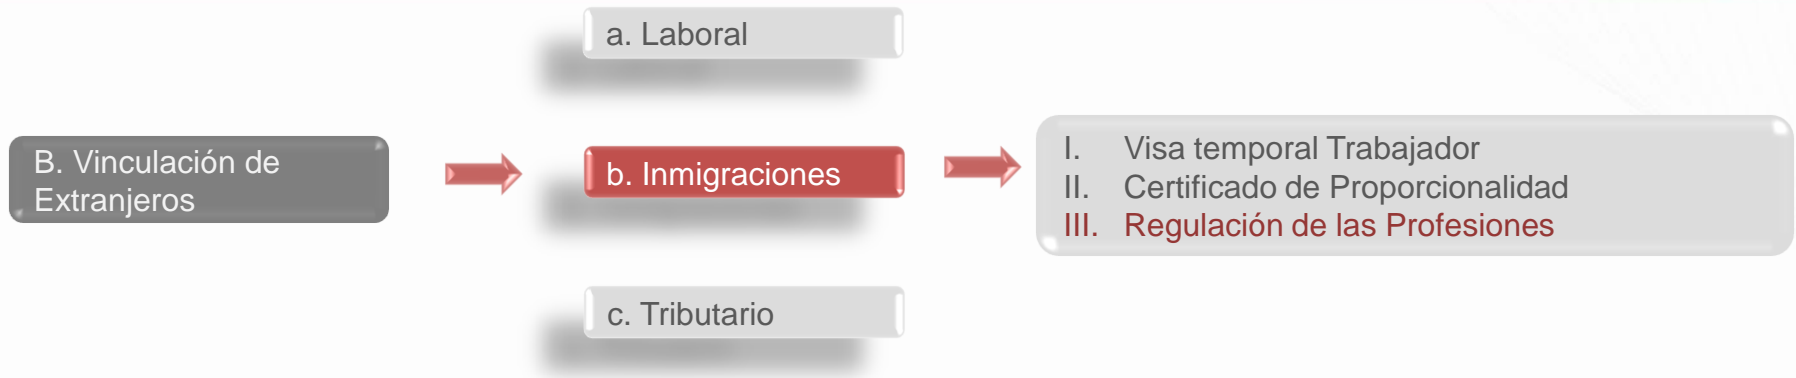 B. Vinculación de
Extranjeros
a. Laboral
b. Inmigraciones
c. Tributario
I. Visa temporal Trabajador
II. Certificado de Proporcionalidad
III. Regulación de las Profesiones